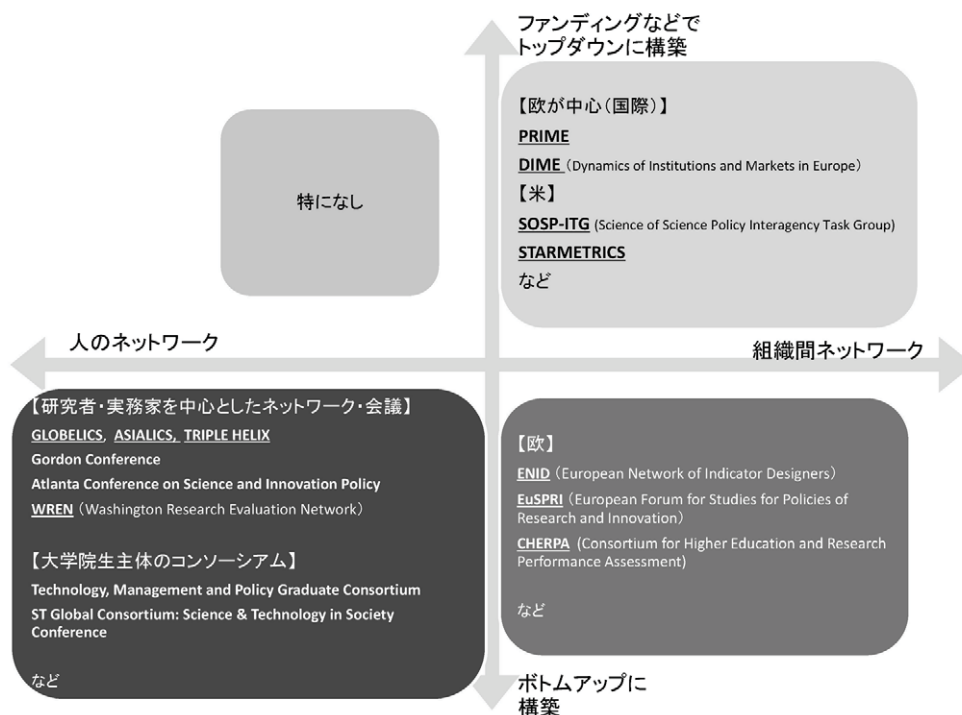 ファンディングなどで
トップダウンに構築
特になし
【欧が中心（国際）】
PRIME
DIME（Dynamics of Institutions and Markets in Europe）
【米】
SOSP-ITG (Science of Science Policy Interagency Task Group)
STARMETRICS
など
人のネットワーク
組織間ネットワーク
【研究者・実務家を中心としたネットワーク・会議】
GLOBELICS, ASIALICS, TRIPLE HELIX
Gordon Conference
Atlanta Conference on Science and Innovation Policy
WREN（Washington Research Evaluation Network）
【大学院生主体のコンソーシアム】
Technology, Management and Policy Graduate Consortium
ST Global Consortium: Science & Technology in Society
Conference
など
【欧】
ENID（European Network of Indicator Designers）
EuSPRI（European Forum for Studies for Policies of
Research and Innovation）
CHERPA (Consortium for Higher Education and Research
Performance Assessment)
など
ボトムアップに
構築